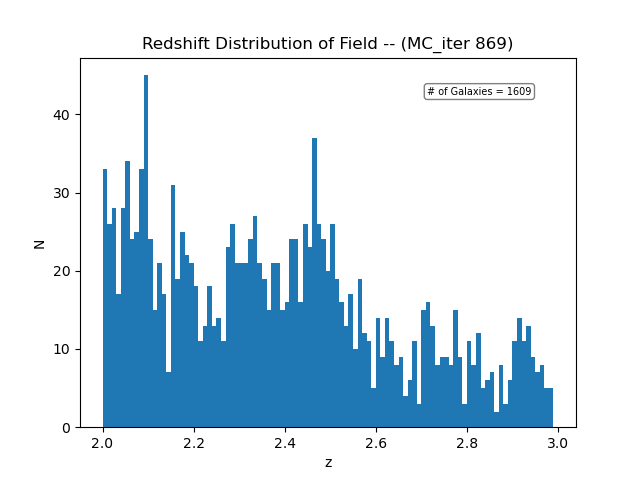 Redshift Distribution of Field -- (MC_iter 869)
# of Galaxies = 1609
40
30
20
10
0
N
2.0 2.2 2.4 2.6 2.8 3.0
z